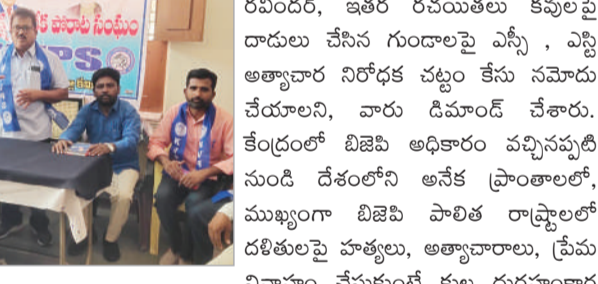 పోరాట సంఘం
PS
రవీందర్, ఇతర రచయితలు కవులపై
దాడులు చేసిన గుండాలపై ఎస్సీ , ఎస్టి
అత్యాచార నిరోధక చట్టం కేసు నమోదు
చేయాలని, వారు డిమాండ్ చేశారు.
కేంద్రంలో బిజెపి అధికారం వచ్చినప్పటి
నుండి దేశంలోని అనేక ప్రాంతాలలో,
ముఖ్యంగా బిజెపి పాలిత రాష్ట్రాలలో
దళితులపై హత్యలు, అత్యాచారాలు, ప్రేమ